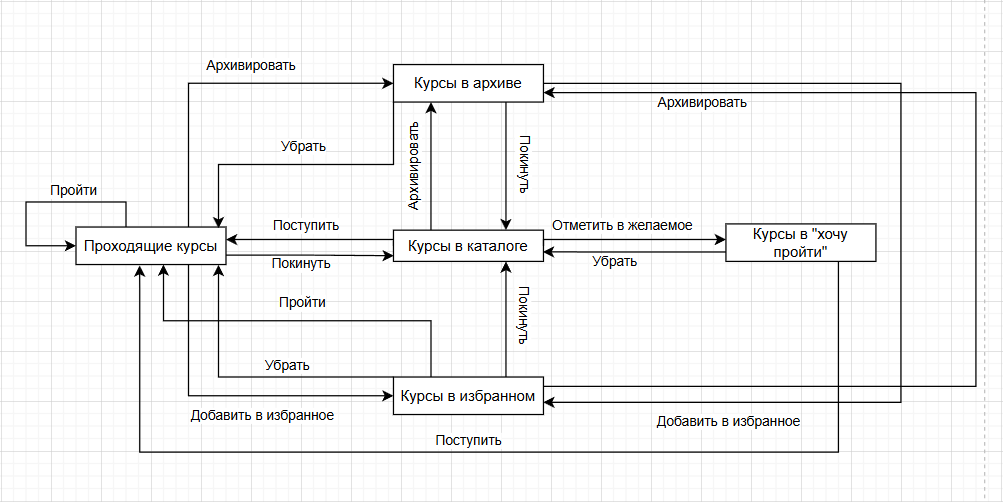 Архивировать
Курсы в архиве
Архивировать
Убрать
Архивировать
Покинуть
Пройти
Поступить
Отметить в желаемое
Курсы в "хочу
пройти"
Проходящие курсы
Курсы в каталоге
Покинуть
Убрать
Пройти
Покинуть
Убрать
Курсы в избранном
Добавить в избранное
Добавить в избранное
Поступить